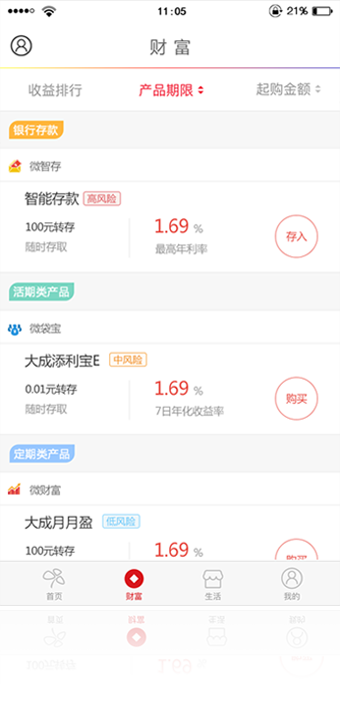 11:05
21%
财富
收益排行 产品期限 起购金额
银行存款
微智存
智能存款 高风险
100元转存 1.69 % 存入
随时存取 最高年利率
活期类产品
微袋宝
大成添利宝E 中风险
0.01元转存 1.69 % 购买
随时存取 7日年化收益率
定期类产品
微财富
大成月月盈 低风险
100元转存 1.69 %
首页 财富 生活 我的